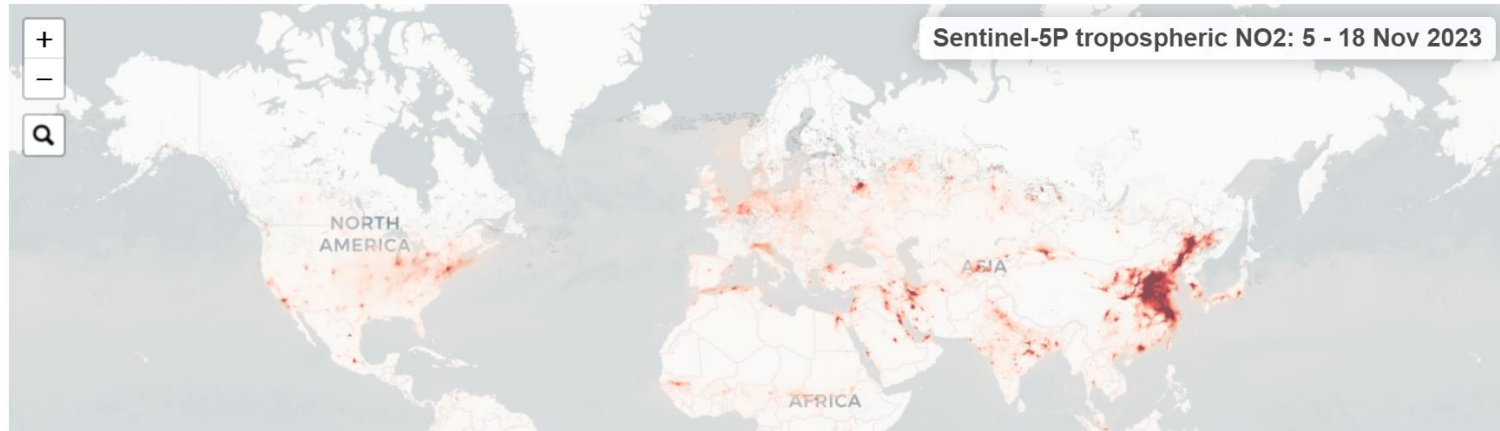 +
Sentinel-5P tropospheric NO2: 5 - 18 Nov 2023
−
NORTH
AMERICA
ASIA
AFRICA